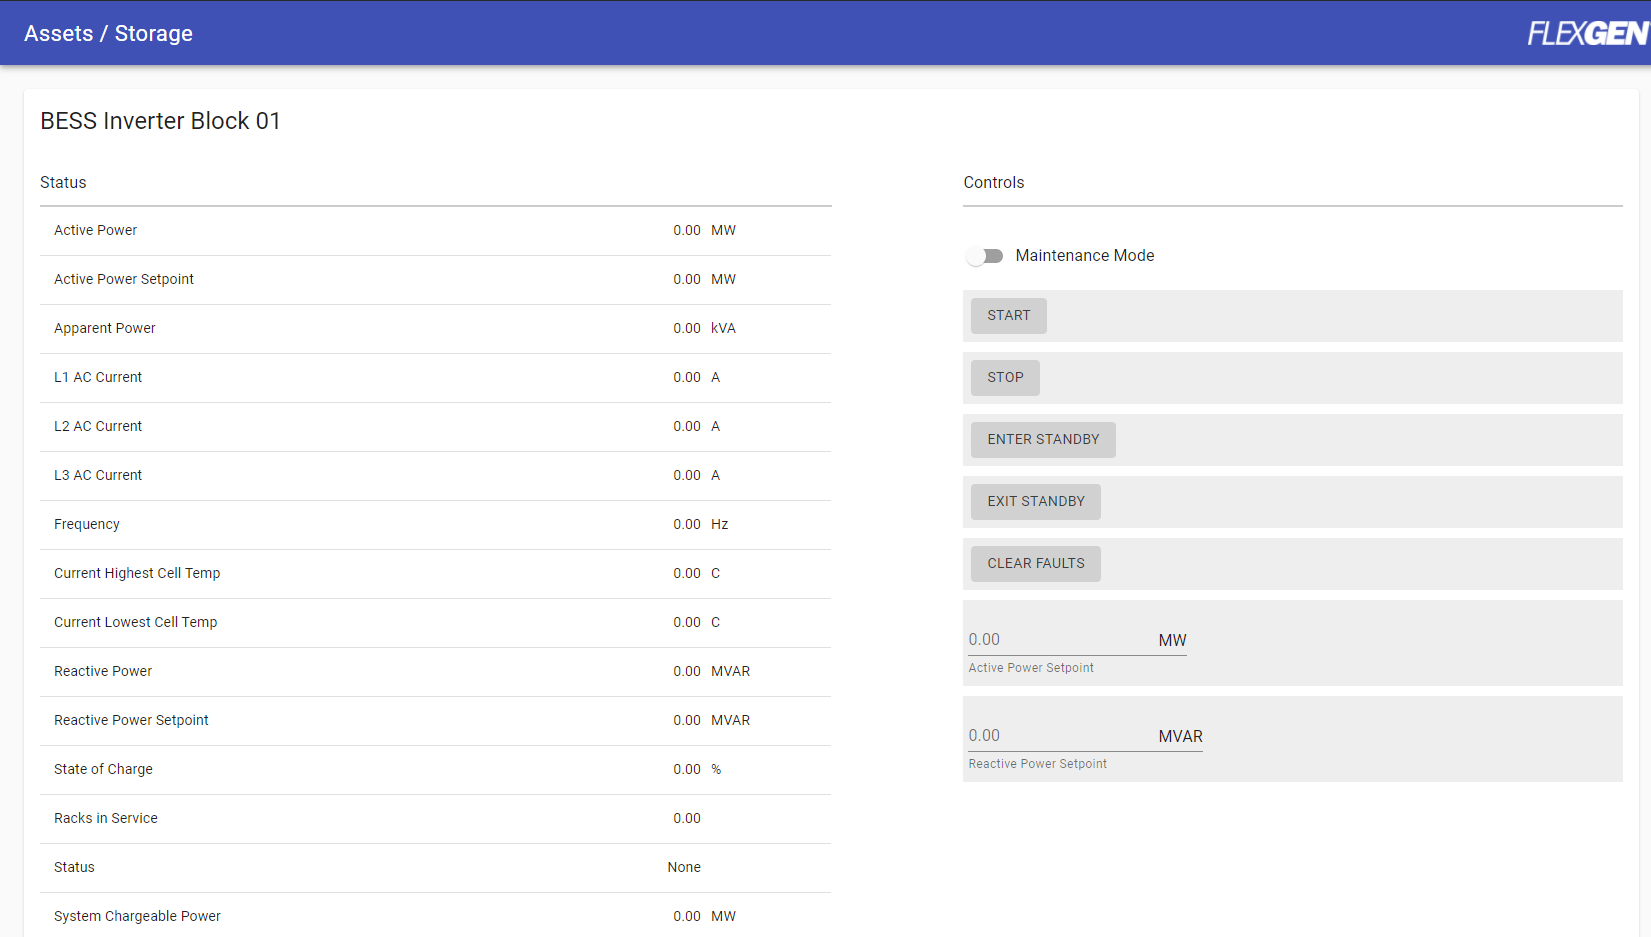 Assets / Storage
FLEXGEN
BESS Inverter Block 01
Status
Active Power 0.00 MW
Active Power Setpoint 0.00 MW
Apparent Power 0.00 kVA
L1 AC Current 0.00 A
L2 AC Current 0.00 A
L3 AC Current 0.00 A
Frequency 0.00 Hz
Current Highest Cell Temp 0.00 C
Current Lowest Cell Temp 0.00 C
Reactive Power 0.00 MVAR
Reactive Power Setpoint 0.00 MVAR
State of Charge 0.00 %
Racks in Service 0.00
Status None
System Chargeable Power 0.00 MW
Controls
Maintenance Mode
START
STOP
ENTER STANDBY
EXIT STANDBY
CLEAR FAULTS
0.00 MW
Active Power Setpoint
0.00 MVAR
Reactive Power Setpoint